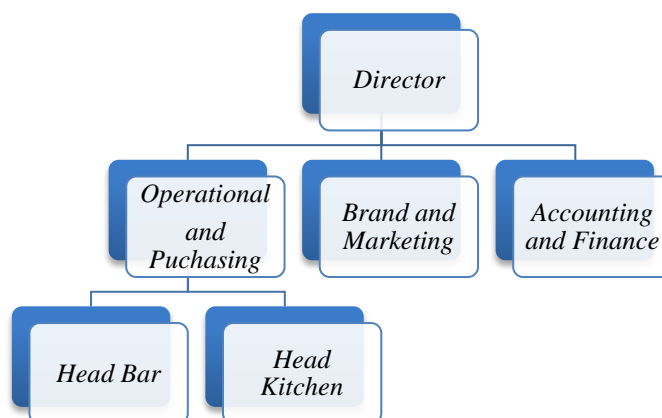 Director
Operational
and
Puchasing
Brand and
Marketing
Accounting
and Finance
Head Bar
Head
Kitchen